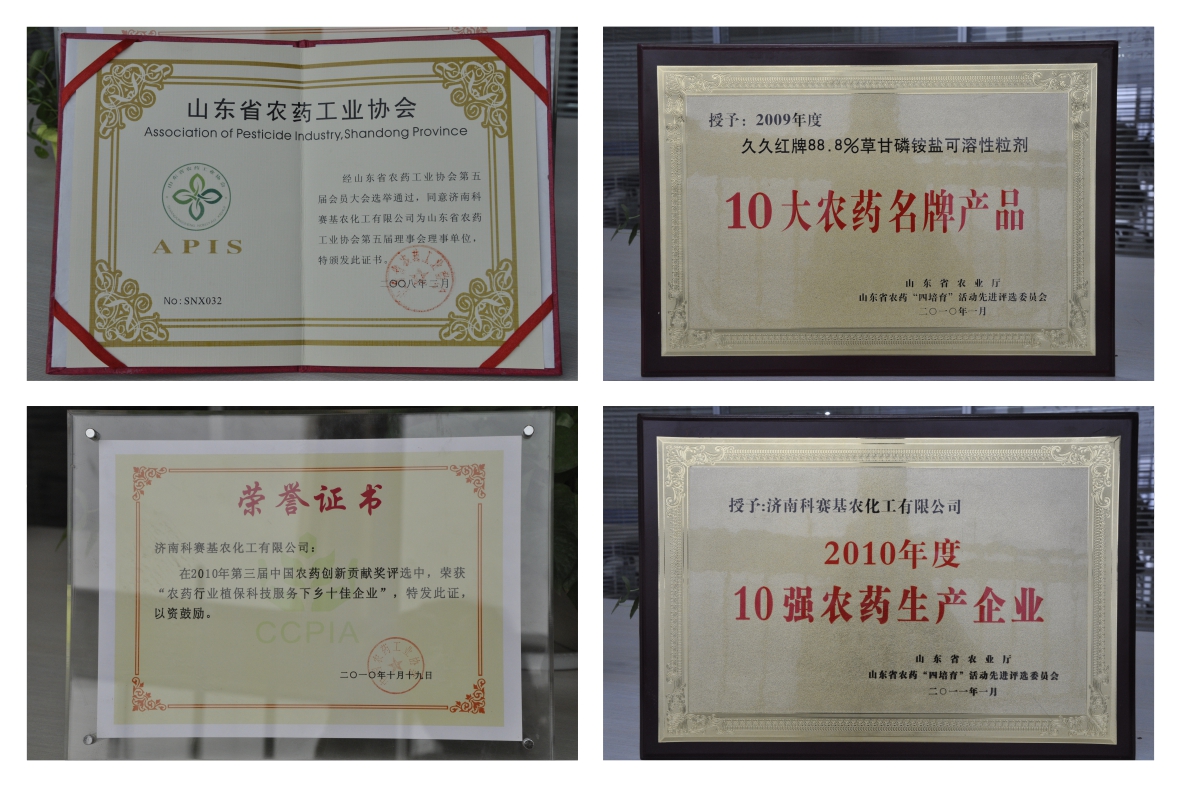 山东省农药工业协会
Association of Pesticide Industry,Shandong Province
APIS
No: SNX032
经山东省农药工业协会第五
届会员大会选举通过，同意济南科
赛基农化工有限公司为山东省农药
工业协会第五届理事会理事单位，
特颁发此证书。
二〇〇八年三月
授予：2009年度
久久红牌88.8%草甘磷铵盐可溶性粒剂
10大农药名牌产品
山东省农业厅
山东省农药“四培育”活动先进评选委员会
二〇一〇年一月
荣誉证书
济南科赛基农化工有限公司：
在2010年第三届中国农药创新贡献奖评选中，荣获
“农药行业植保科技服务下乡十佳企业”，特发此证，
以资鼓励。
CCPIA
二〇一〇年十月十九日
授予:济南科赛基农化工有限公司
2010年度
10强农药生产企业
山东省农业厅
山东省农药“四培育”活动先进评选委员会
二〇一一年一月